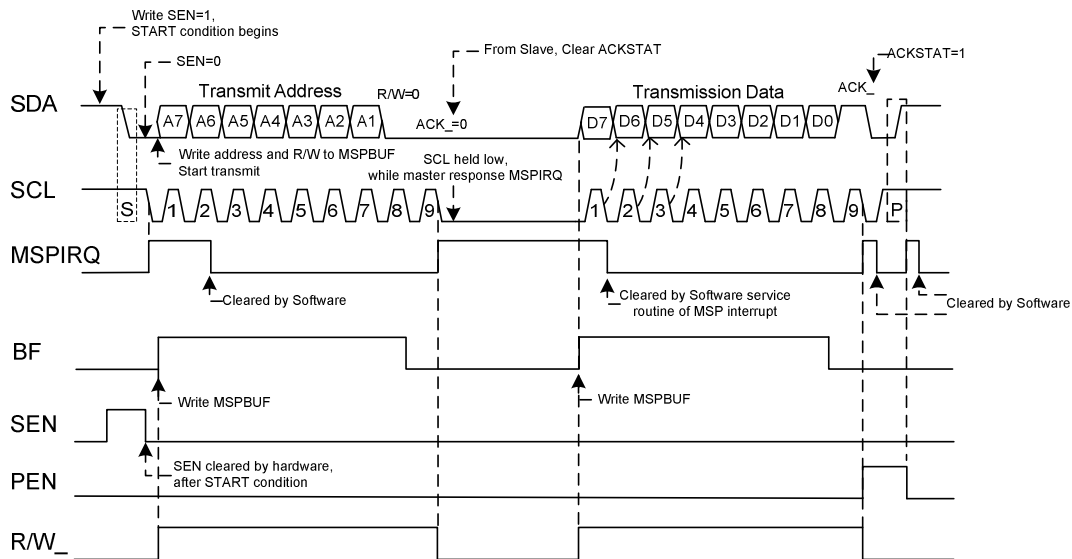 Write SEN=1,
START condition begins
SEN=0
From Slave, Clear ACKSTAT
ACKSTAT=1
Transmit Address
R/W=0
Transmission Data
ACK_
SDA
A7 A6 A5 A4 A3 A2 A1
ACK_=0
D7 D6 D5 D4 D3 D2 D1 D0
Write address and R/W to MSPBUF
Start transmit
SCL held low,
while master response MSPIRQ
SCL
S 1 2 3 4 5 6 7 8 9 1 2 3 4 5 6 7 8 9 P
MSPIRQ
Cleared by Software
Cleared by Software service
routine of MSP interrupt
Cleared by Software
BF
Write MSPBUF
Write MSPBUF
SEN
SEN cleared by hardware,
after START condition
PEN
R/W_